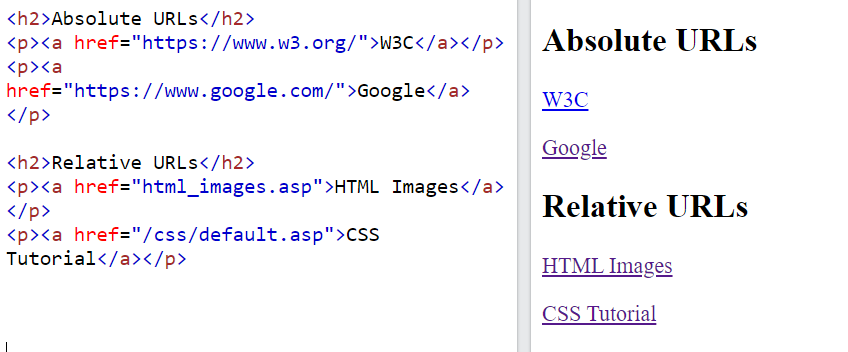 <h2>Absolute URLs</h2>
<p><a href="https://www.w3.org/">W3C</a></p>
<p><a
href="https://www.google.com/">Google</a>
</p>
<h2>Relative URLs</h2>
<p><a href="html_images.asp">HTML Images</a>
</p>
<p><a href="/css/default.asp">CSS
Tutorial</a></p>
Absolute URLs
W3C
Google
Relative URLs
HTML Images
CSS Tutorial